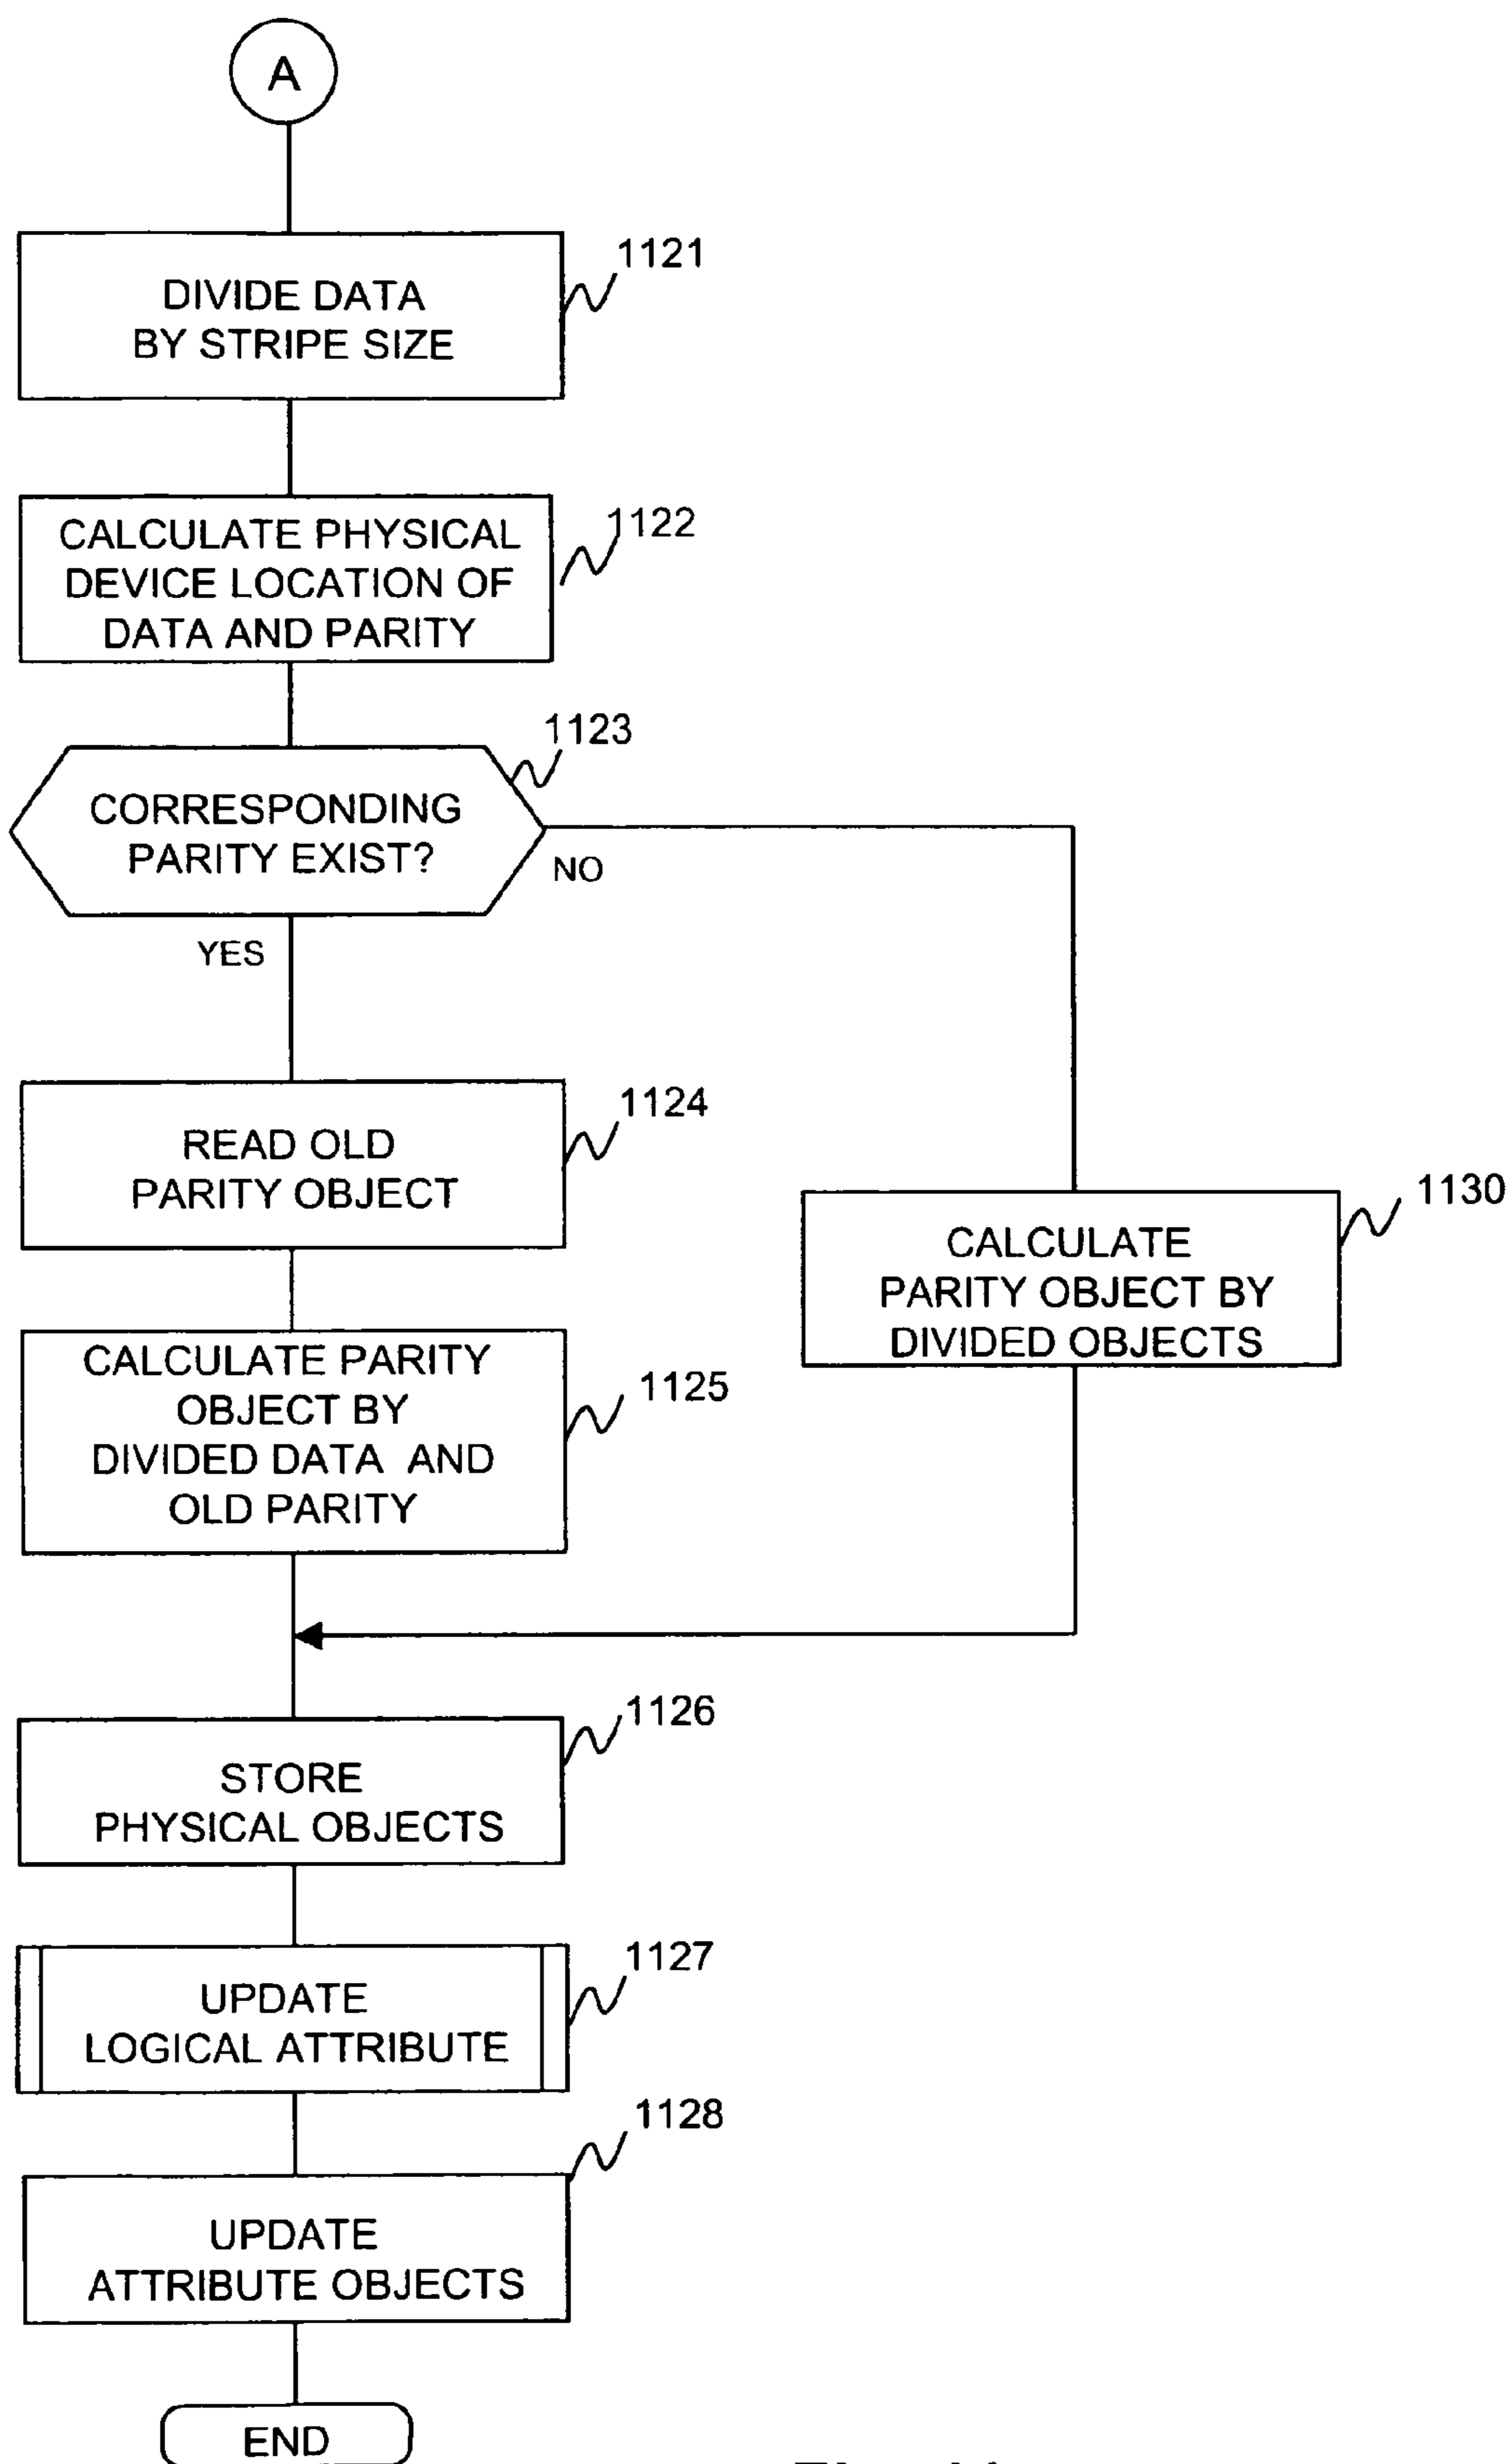 A
1121
DIVIDE DATA
BY STRIPE SIZE
1122
CALCULATE PHYSICAL
DEVICE LOCATION OF
DATA AND PARITY
1123
CORRESPONDING
PARITY EXIST?
NO
YES
1124
READ OLD
PARITY OBJECT
1130
CALCULATE
PARITY OBJECT BY
DIVIDED OBJECTS
1125
CALCULATE PARITY
OBJECT BY
DIVIDED DATA AND
OLD PARITY
1126
STORE
PHYSICAL OBJECTS
1127
UPDATE
LOGICAL ATTRIBUTE
1128
UPDATE
ATTRIBUTE OBJECTS
END